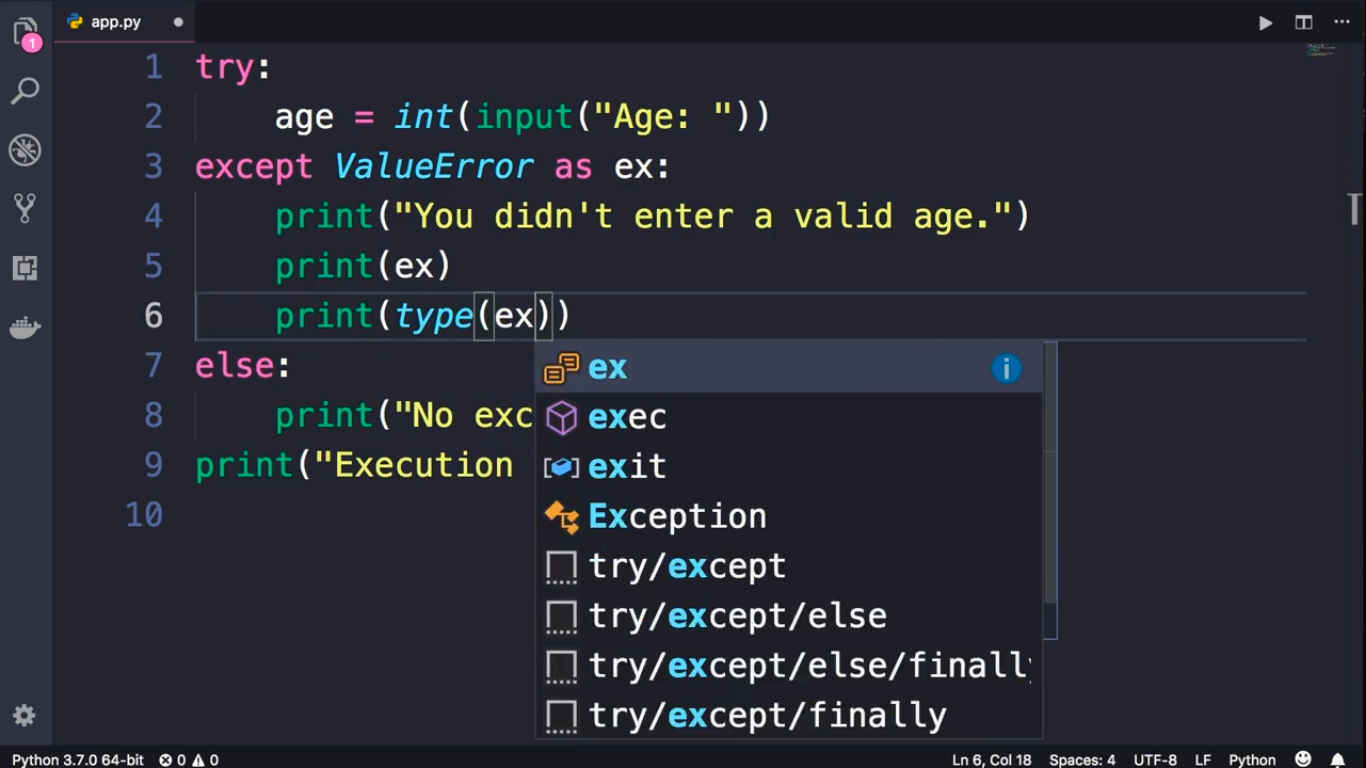 app.py
1
1 try:
2 age = int(input("Age: "))
3 except ValueError as ex:
4 print("You didn't enter a valid age.")
5 print(ex)
6 print(type(ex))
7 else:
8 print("No exc
9 print("Execution
10
ex
exec
exit
Exception
try/except
try/except/else
try/except/else/finally
try/except/finally
Python 3.7.0 64-bit 0 0 Ln 6, Col 18 Spaces: 4 UTF-8 LF Python